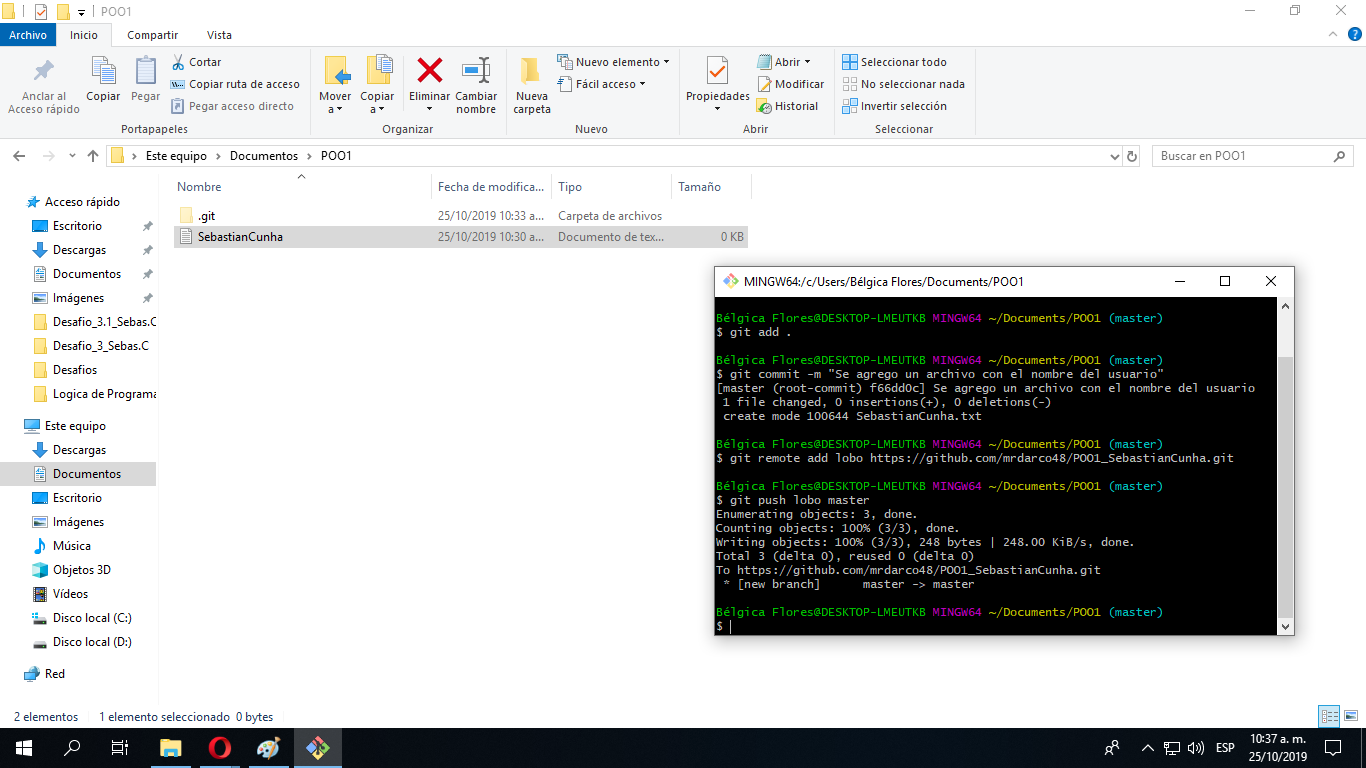 POO1
Archivo Inicio Compartir Vista
Anclar al Acceso rápido
Copiar
Pegar
Cortar
Copiar ruta de acceso
Pegar acceso directo
Portapapeles
Mover a
Copiar a
Eliminar
Cambiar nombre
Organizar
Nueva carpeta
Nuevo elemento
Fácil acceso
Nuevo
Propiedades
Abrir
Modificar
Historial
Abrir
Seleccionar todo
No seleccionar nada
Invertir selección
Seleccionar
Este equipo > Documentos > POO1
Buscar en POO1
Nombre Fecha de modifica... Tipo Tamaño
.git 25/10/2019 10:33 a... Carpeta de archivos
SebastianCunha 25/10/2019 10:30 a... Documento de tex... 0 KB
Acceso rápido
Escritorio
Descargas
Documentos
Imágenes
Desafio_3.1_Sebas.C
Desafio_3_Sebas.C
Desafios
Logica de Programa
Este equipo
Descargas
Documentos
Escritorio
Imágenes
Música
Objetos 3D
Vídeos
Disco local (C:)
Disco local (D:)
Red
MINGW64:/c/Users/Bélgica Flores/Documents/POO1
Bélgica Flores@DESKTOP-LMEUTKB MINGW64 ~/Documents/POO1 (master)
$ git add .
Bélgica Flores@DESKTOP-LMEUTKB MINGW64 ~/Documents/POO1 (master)
$ git commit -m "Se agrego un archivo con el nombre del usuario"
[master (root-commit) f66dd0c] Se agrego un archivo con el nombre del usuario
1 file changed, 0 insertions(+), 0 deletions(-)
create mode 100644 SebastianCunha.txt
Bélgica Flores@DESKTOP-LMEUTKB MINGW64 ~/Documents/POO1 (master)
$ git remote add lobo https://github.com/mrdarco48/POO1_SebastianCunha.git
Bélgica Flores@DESKTOP-LMEUTKB MINGW64 ~/Documents/POO1 (master)
$ git push lobo master
Enumerating objects: 3, done.
Counting objects: 100% (3/3), done.
Writing objects: 100% (3/3), 248 bytes | 248.00 KiB/s, done.
Total 3 (delta 0), reused 0 (delta 0)
To https://github.com/mrdarco48/POO1_SebastianCunha.git
* [new branch] master -> master
Bélgica Flores@DESKTOP-LMEUTKB MINGW64 ~/Documents/POO1 (master)
$
2 elementos 1 elemento seleccionado 0 bytes
ESP
10:37 a. m.
25/10/2019